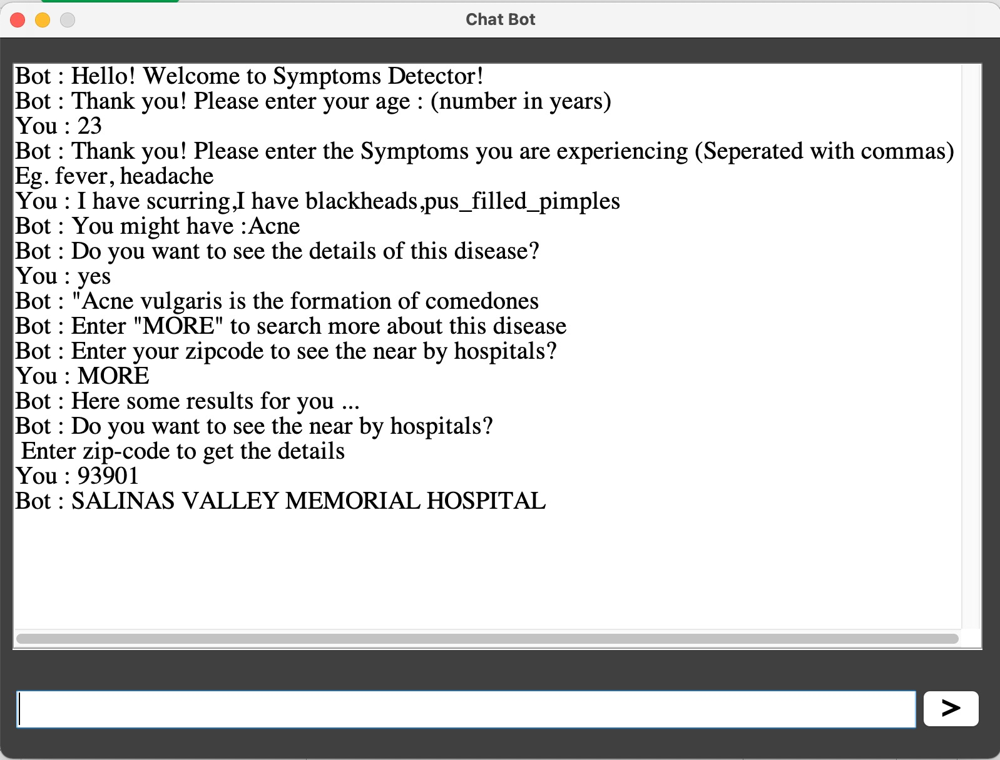 Chat Bot
Bot : Hello! Welcome to Symptoms Detector!
Bot : Thank you! Please enter your age : (number in years)
You : 23
Bot : Thank you! Please enter the Symptoms you are experiencing (Seperated with commas)
Eg. fever, headache
You : I have scurring,I have blackheads,pus_filled_pimples
Bot : You might have :Acne
Bot : Do you want to see the details of this disease?
You : yes
Bot : "Acne vulgaris is the formation of comedones
Bot : Enter "MORE" to search more about this disease
Bot : Enter your zipcode to see the near by hospitals?
You : MORE
Bot : Here some results for you ...
Bot : Do you want to see the near by hospitals?
Enter zip-code to get the details
You : 93901
Bot : SALINAS VALLEY MEMORIAL HOSPITAL
>